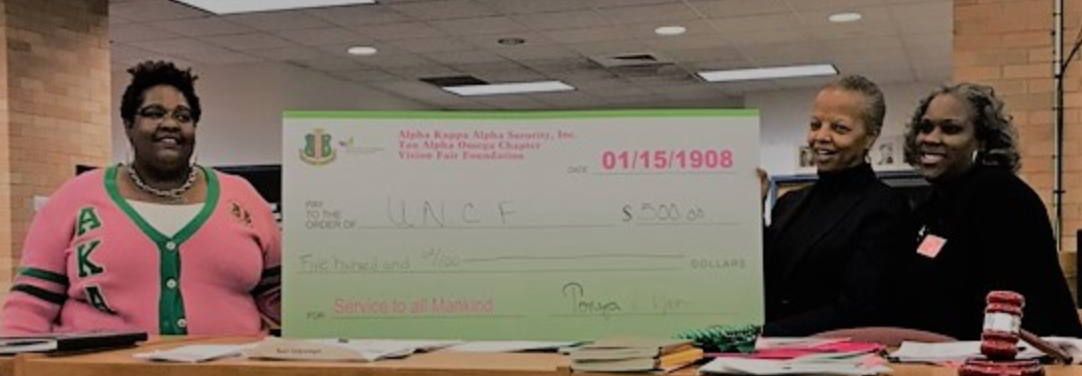 Alpha Kappa Alpha Sorority, Inc.
Tau Alpha Omega Chapter
Vision Fair Foundation
DATE 01/15/1908
PAY
TO THE
ORDER OF
UNCF $ 500.00
Five hundred and 00/100 DOLLARS
FOR Service to all Mankind
Tonya
AKA